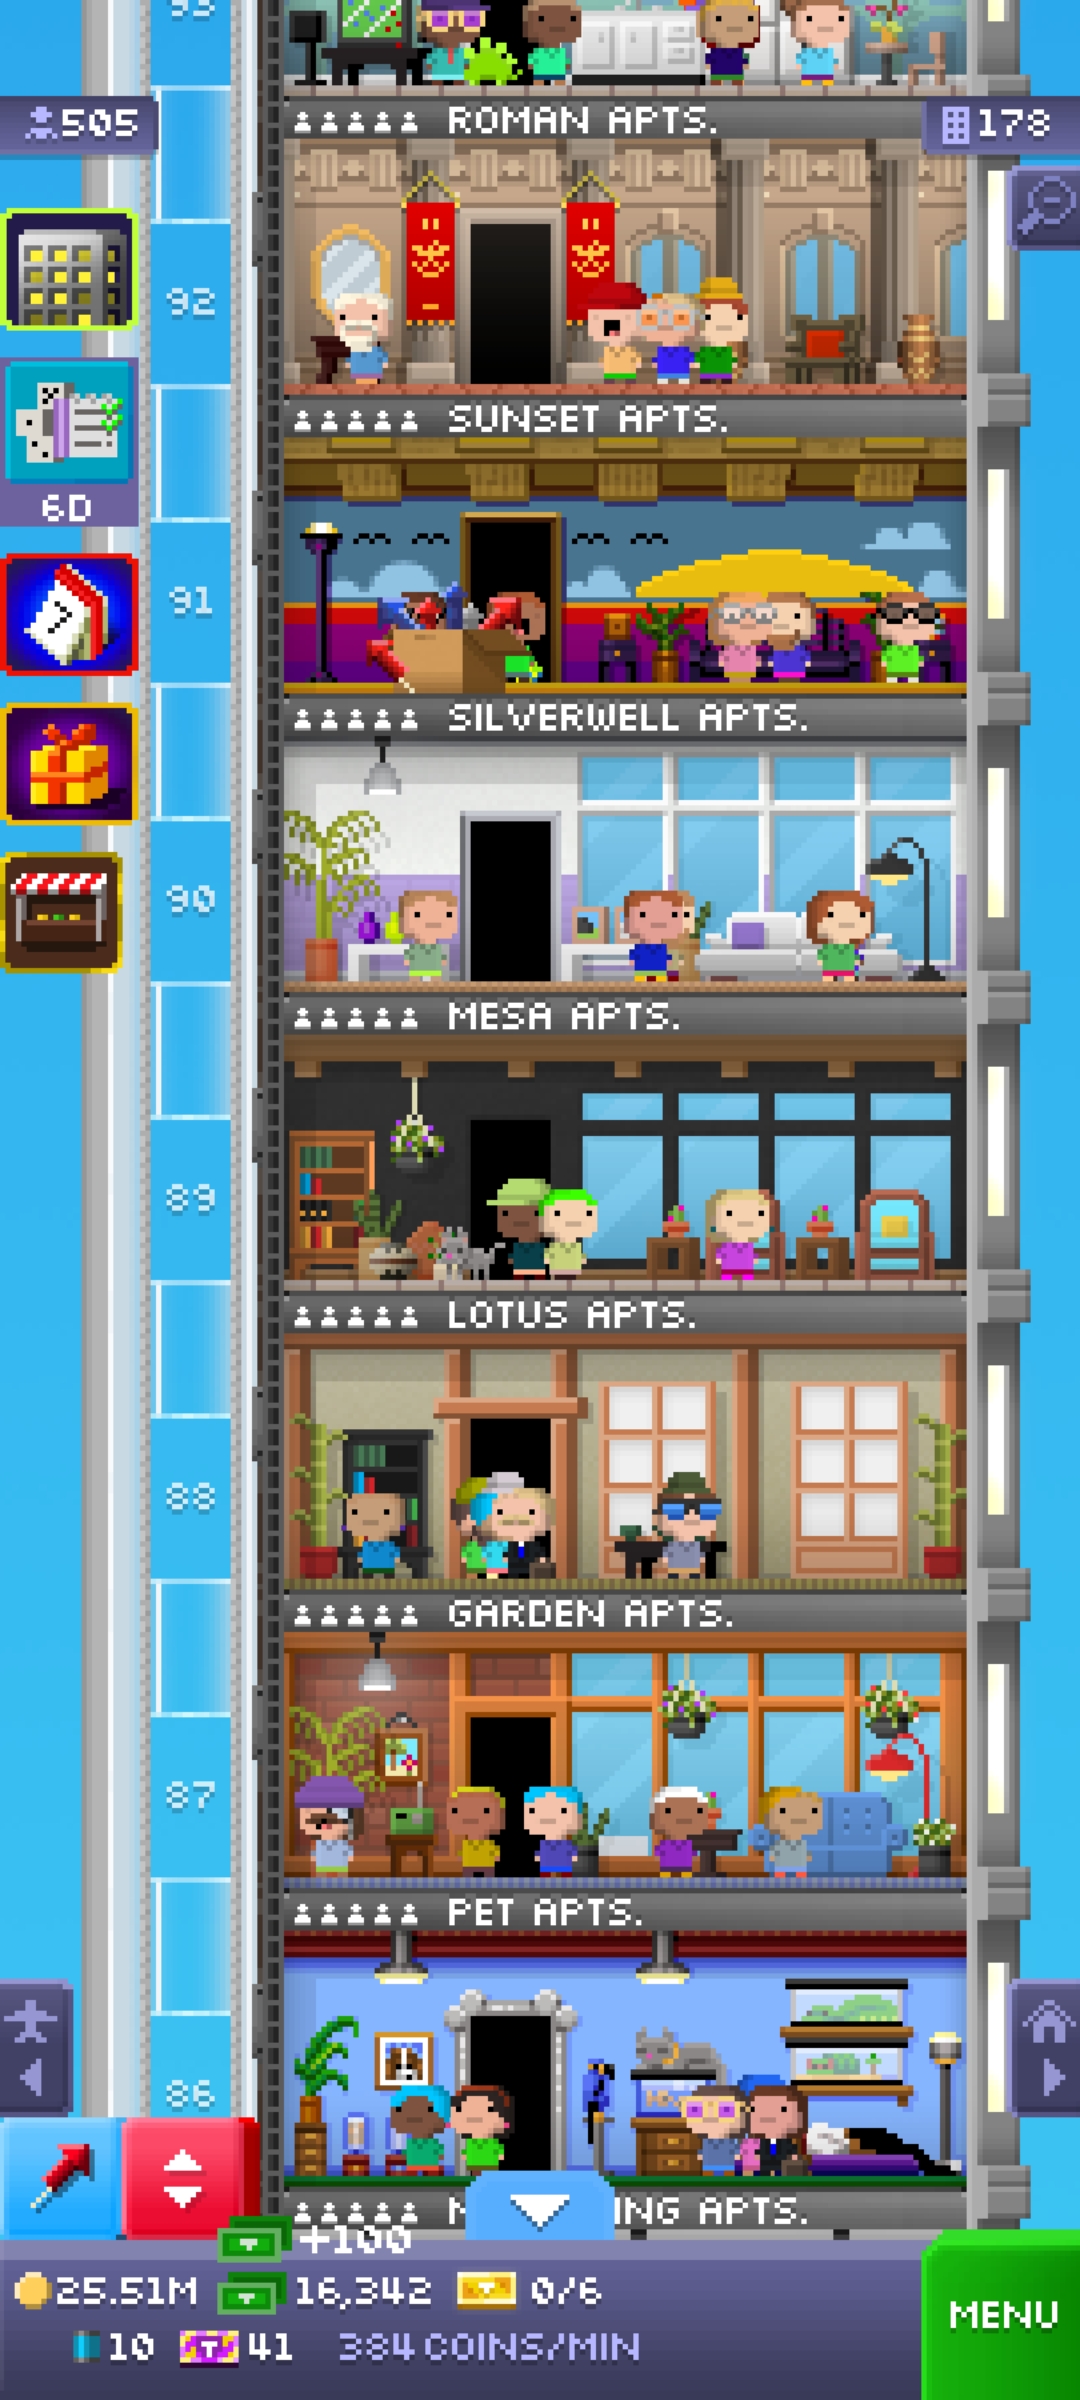 93
505
ROMAN APTS.
178
92
SUNSET APTS.
6D
91
SILVERWELL APTS.
90
MESA APTS.
89
LOTUS APTS.
88
GARDEN APTS.
87
PET APTS.
86
ING APTS.
+100
25.51M 16,342 0/6
MENU
10 T 41 384 COINS/MIN